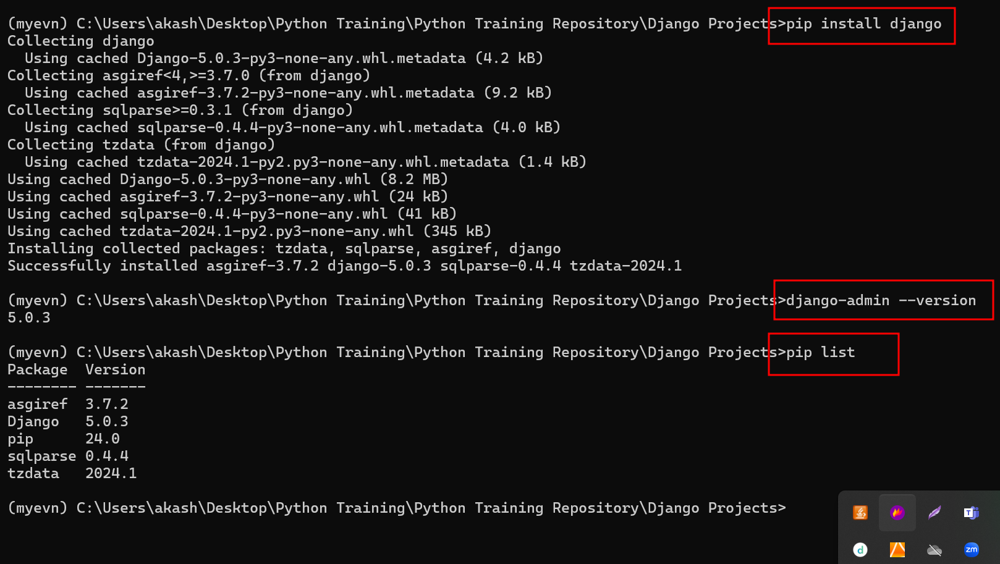 (myevn) C:\Users\akash\Desktop\Python Training\Python Training Repository\Django Projects>pip install django
Collecting django
  Using cached Django-5.0.3-py3-none-any.whl.metadata (4.2 kB)
Collecting asgiref<4,>=3.7.0 (from django)
  Using cached asgiref-3.7.2-py3-none-any.whl.metadata (9.2 kB)
Collecting sqlparse>=0.3.1 (from django)
  Using cached sqlparse-0.4.4-py3-none-any.whl.metadata (4.0 kB)
Collecting tzdata (from django)
  Using cached tzdata-2024.1-py2.py3-none-any.whl.metadata (1.4 kB)
Using cached Django-5.0.3-py3-none-any.whl (8.2 MB)
Using cached asgiref-3.7.2-py3-none-any.whl (24 kB)
Using cached sqlparse-0.4.4-py3-none-any.whl (41 kB)
Using cached tzdata-2024.1-py2.py3-none-any.whl (345 kB)
Installing collected packages: tzdata, sqlparse, asgiref, django
Successfully installed asgiref-3.7.2 django-5.0.3 sqlparse-0.4.4 tzdata-2024.1
(myevn) C:\Users\akash\Desktop\Python Training\Python Training Repository\Django Projects>django-admin --version
5.0.3
(myevn) C:\Users\akash\Desktop\Python Training\Python Training Repository\Django Projects>pip list
Package  Version
-------- -------
asgiref  3.7.2
Django   5.0.3
pip      24.0
sqlparse 0.4.4
tzdata   2024.1
(myevn) C:\Users\akash\Desktop\Python Training\Python Training Repository\Django Projects>
T
d
zm